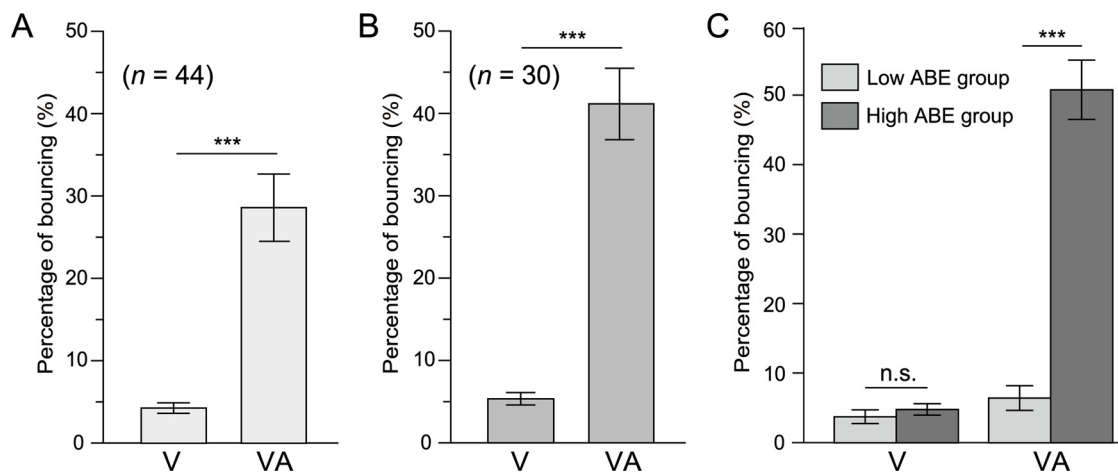 A
Percentage of bouncing (%)
50
40
30
20
10
0
(n = 44)
***
V
VA
B
Percentage of bouncing (%)
50
40
30
20
10
0
(n = 30)
***
V
VA
C
Percentage of bouncing (%)
60
50
40
30
20
10
0
Low ABE group
High ABE group
n.s.
***
V
VA